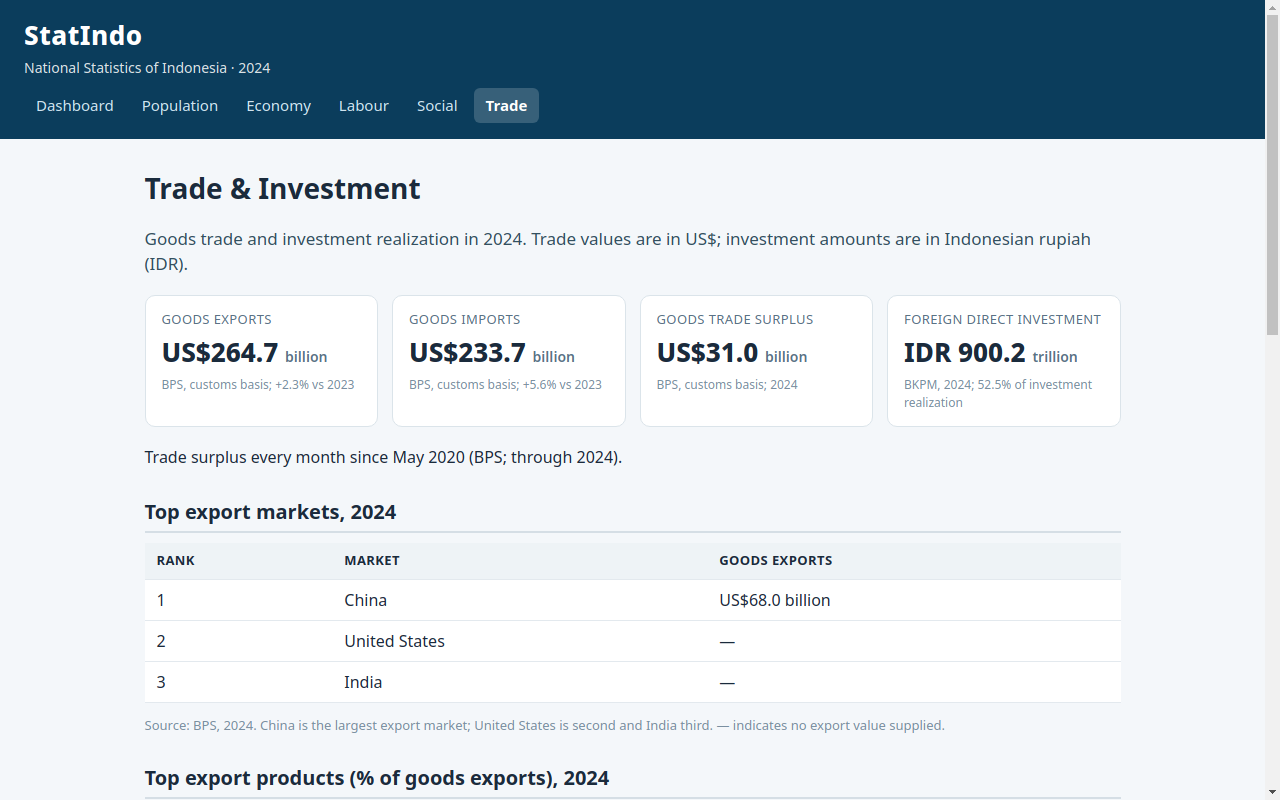 StatIndo
National Statistics of Indonesia · 2024
Dashboard Population Economy Labour Social Trade
Trade & Investment
Goods trade and investment realization in 2024. Trade values are in US$; investment amounts are in Indonesian rupiah
(IDR).
GOODS EXPORTS
US$264.7 billion
BPS, customs basis; +2.3% vs 2023
GOODS IMPORTS
US$233.7 billion
BPS, customs basis; +5.6% vs 2023
GOODS TRADE SURPLUS
US$31.0 billion
BPS, customs basis; 2024
FOREIGN DIRECT INVESTMENT
IDR 900.2 trillion
BKPM, 2024; 52.5% of investment
realization
Trade surplus every month since May 2020 (BPS; through 2024).
Top export markets, 2024
RANK MARKET GOODS EXPORTS
1 China US$68.0 billion
2 United States —
3 India —
Source: BPS, 2024. China is the largest export market; United States is second and India third. — indicates no export value supplied.
Top export products (% of goods exports), 2024